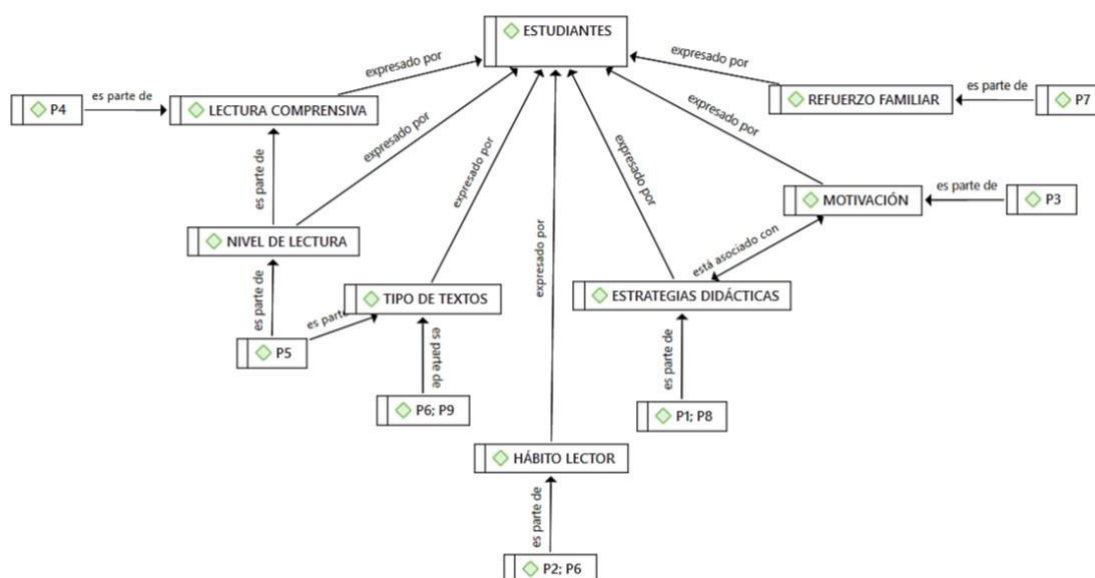 ESTUDIANTES
expresado por
expresado por
REFUERZO FAMILIAR
es parte de
P7
P4
es parte de
LECTURA COMPRENSIVA
expresado por
expresado por
expresado por
expresado por
expresado por
es parte de
MOTIVACIÓN
es parte de
P3
NIVEL DE LECTURA
está asociado con
es parte de
TIPO DE TEXTOS
ESTRATEGIAS DIDÁCTICAS
es parte
P5
es parte de
es parte de
P6; P9
P1; P8
HÁBITO LECTOR
es parte de
P2; P6